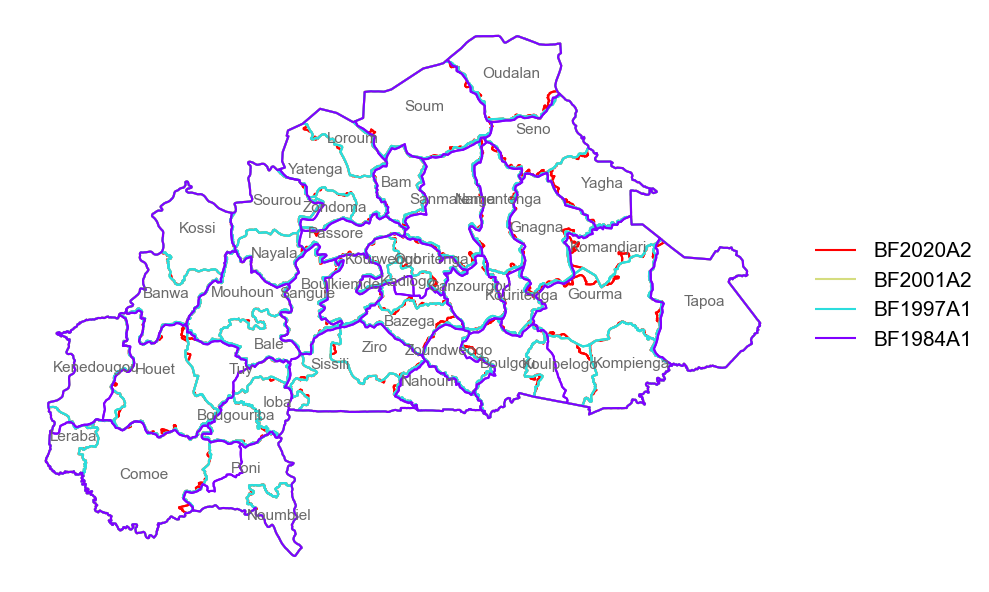 Oudalan
Soum
Seno
Loroum
Yatenga
Bam
Yagha
Sourou
Sanmatenga
Namentenga
Zondoma
Kossi
Passore
Gnagna
Nayala
Komandjari
Kourweogo
Oubritenga
Banwa
Mouhoun
Sanguie
Boulkiemde
Kadiogo
Ganzourgou
Kouritenga
Gourma
Tapoa
Bazega
Bale
Ziro
Zoundweogo
Kenedougou
Houet
Tuy
Sissili
Boulgou
Koulpelogo
Kompienga
Nahouri
Ioba
Bougouriba
Leraba
Comoe
Poni
Noumbiel
BF2020A2
BF2001A2
BF1997A1
BF1984A1